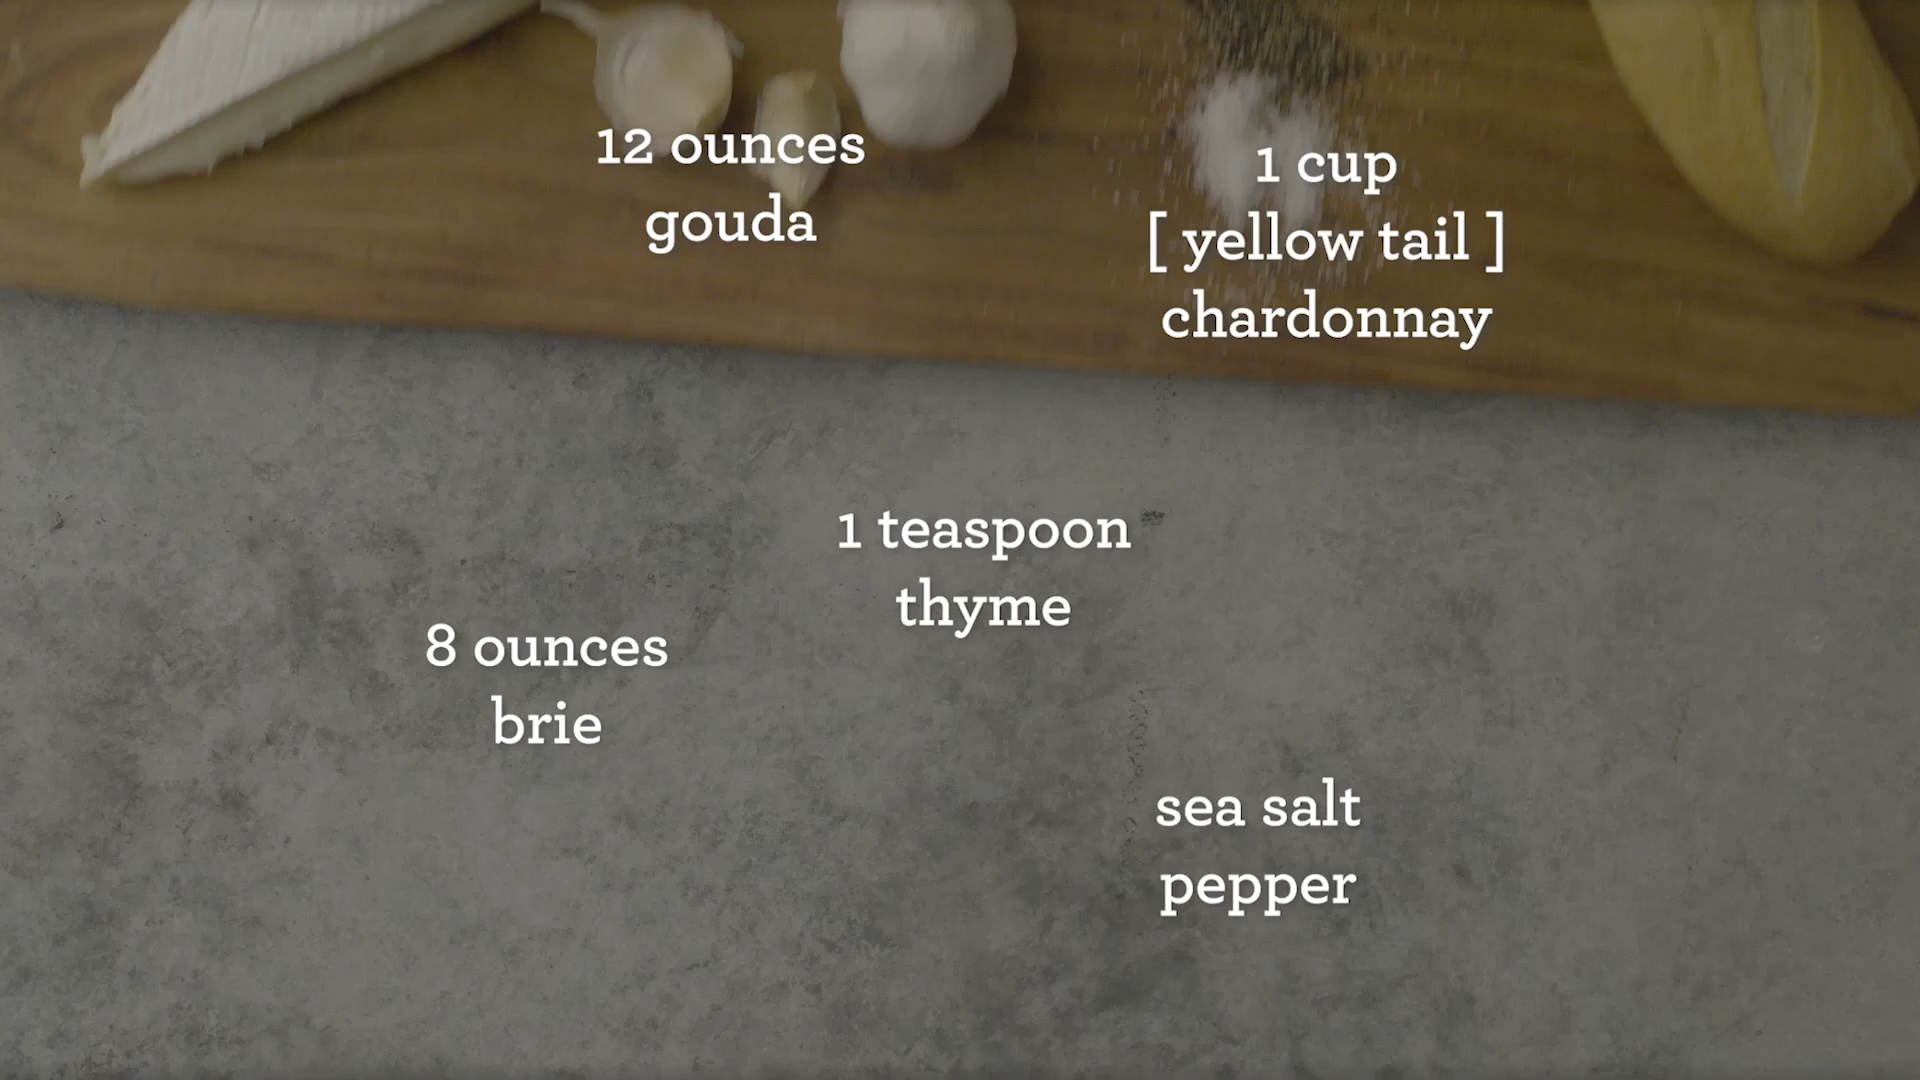 12 ounces
gouda
1 cup
[ yellow tail ]
chardonnay
1 teaspoon
thyme
8 ounces
brie
sea salt
pepper